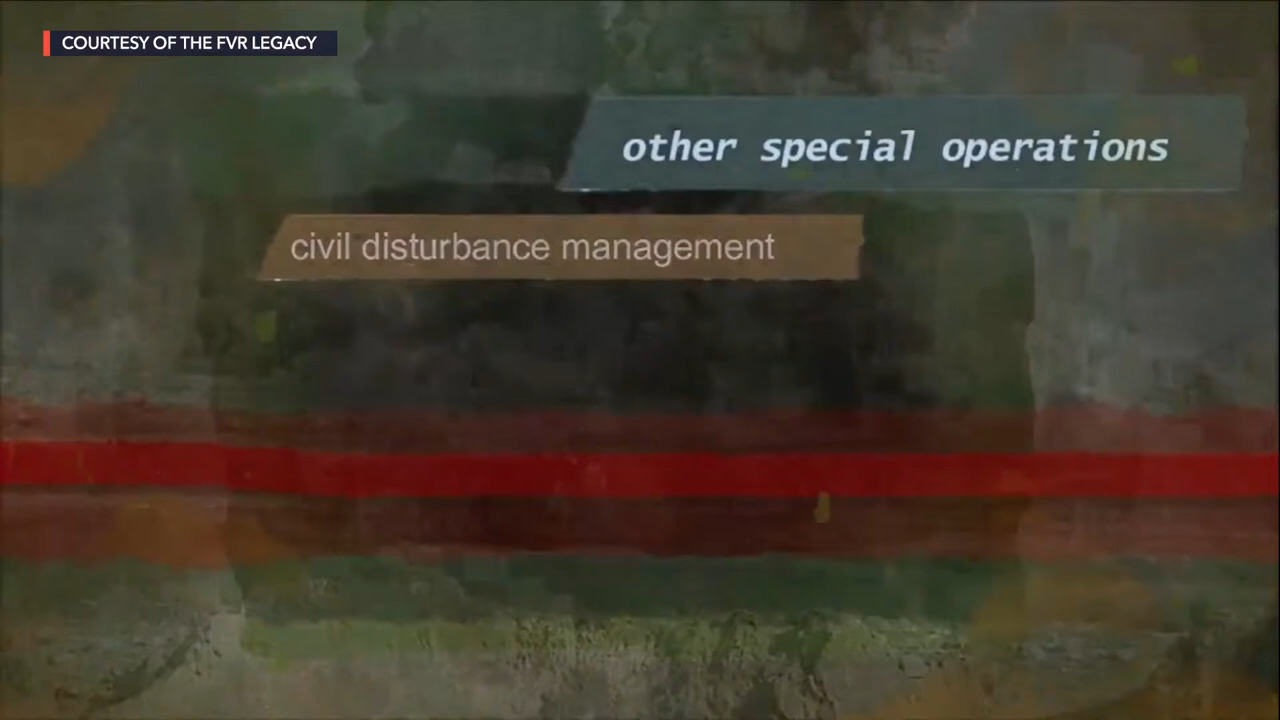 COURTESY OF THE FVR LEGACY
other special operations
civil disturbance management